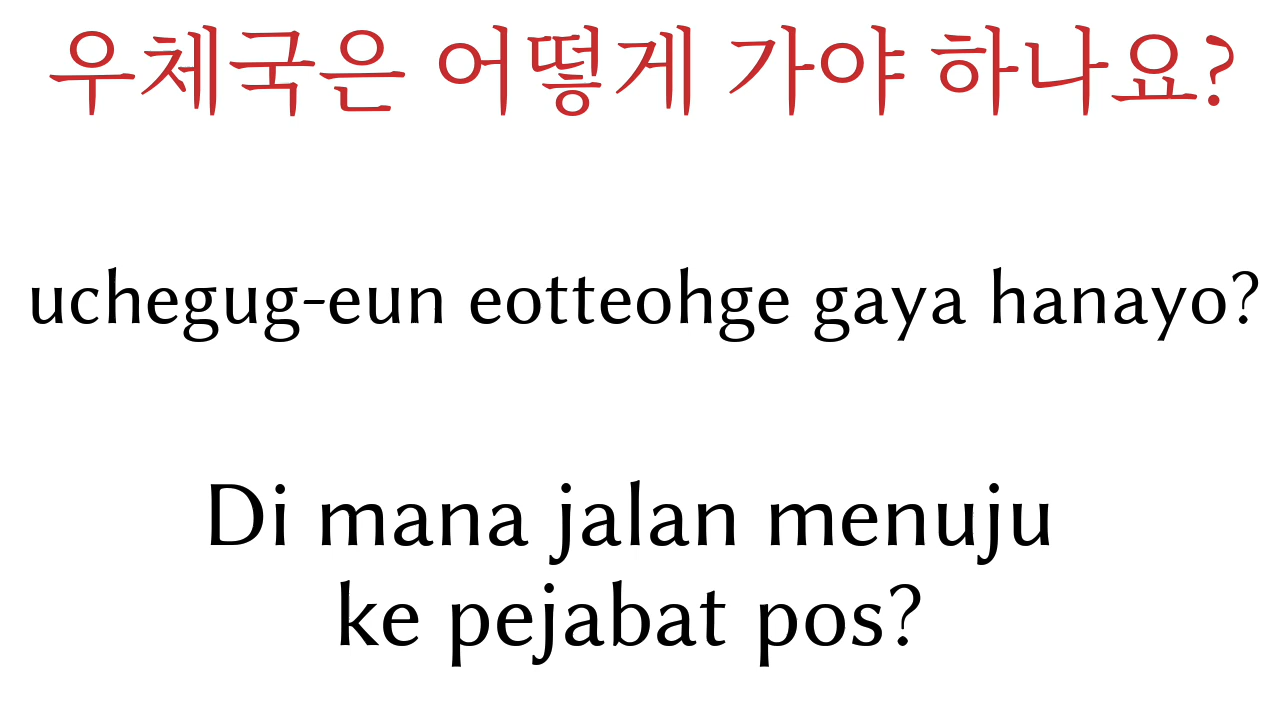 우체국은 어떻게 가야 하나요?
uchegug-eun eotteohge gaya hanayo?
Di mana jalan menuju
ke pejabat pos?